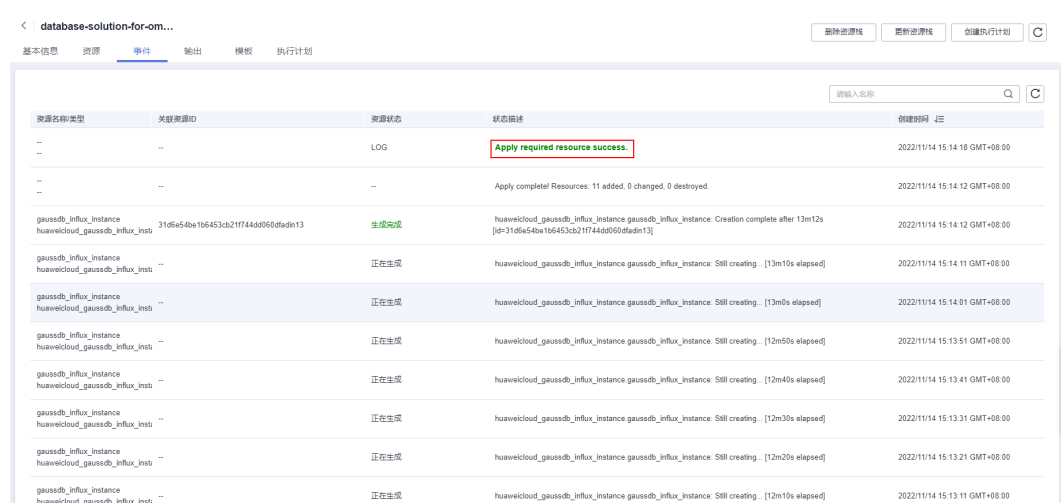 database-solution-for-om...
删除资源栈 更新资源栈 创建执行计划
基本信息 资源 事件 输出 模板 执行计划
请输入名称
资源名称/类型 关联资源ID 资源状态 状态描述 创建时间
--
-- -- LOG Apply required resource success. 2022/11/14 15:14:18 GMT+08:00
--
-- -- -- Apply complete! Resources: 11 added, 0 changed, 0 destroyed. 2022/11/14 15:14:12 GMT+08:00
gaussdb_influx_instance
huaweicloud_gaussdb_influx_insta 31d6e54be1b6453cb21f744dd060dfadin13 生成完成 huaweicloud_gaussdb_influx_instance.gaussdb_influx_instance: Creation complete after 13m12s 2022/11/14 15:14:12 GMT+08:00
[id=31d6e54be1b6453cb21f744dd060dfadin13]
gaussdb_influx_instance
huaweicloud_gaussdb_influx_insta -- 正在生成 huaweicloud_gaussdb_influx_instance.gaussdb_influx_instance: Still creating... [13m10s elapsed] 2022/11/14 15:14:11 GMT+08:00
gaussdb_influx_instance
huaweicloud_gaussdb_influx_insta -- 正在生成 huaweicloud_gaussdb_influx_instance.gaussdb_influx_instance: Still creating... [13m0s elapsed] 2022/11/14 15:14:01 GMT+08:00
gaussdb_influx_instance
huaweicloud_gaussdb_influx_insta -- 正在生成 huaweicloud_gaussdb_influx_instance.gaussdb_influx_instance: Still creating... [12m50s elapsed] 2022/11/14 15:13:51 GMT+08:00
gaussdb_influx_instance
huaweicloud_gaussdb_influx_insta -- 正在生成 huaweicloud_gaussdb_influx_instance.gaussdb_influx_instance: Still creating... [12m40s elapsed] 2022/11/14 15:13:41 GMT+08:00
gaussdb_influx_instance
huaweicloud_gaussdb_influx_insta -- 正在生成 huaweicloud_gaussdb_influx_instance.gaussdb_influx_instance: Still creating... [12m30s elapsed] 2022/11/14 15:13:31 GMT+08:00
gaussdb_influx_instance
huaweicloud_gaussdb_influx_insta -- 正在生成 huaweicloud_gaussdb_influx_instance.gaussdb_influx_instance: Still creating... [12m20s elapsed] 2022/11/14 15:13:21 GMT+08:00
gaussdb_influx_instance
huaweicloud_gaussdb_influx_insta -- 正在生成 huaweicloud_gaussdb_influx_instance.gaussdb_influx_instance: Still creating... [12m10s elapsed] 2022/11/14 15:13:11 GMT+08:00